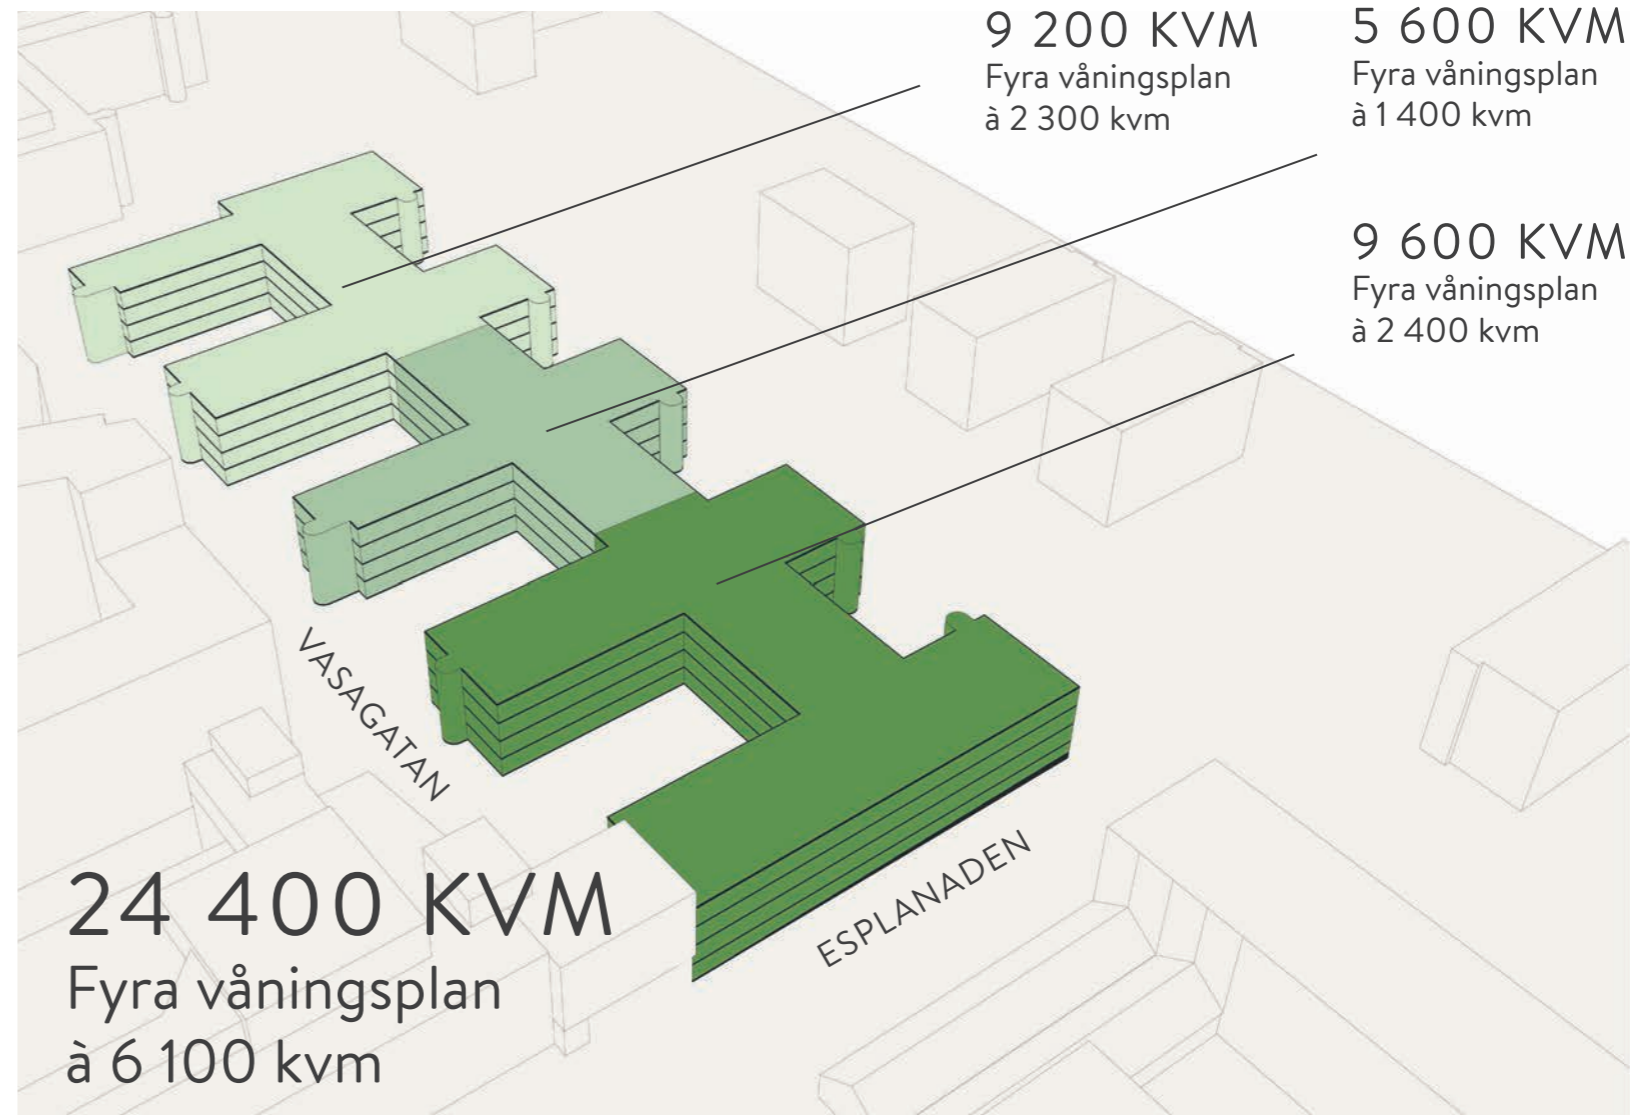 9 200 KVM
Fyra våningsplan
à 2 300 kvm
5 600 KVM
Fyra våningsplan
à 1 400 kvm
9 600 KVM
Fyra våningsplan
à 2 400 kvm
VASAGATAN
ESPLANADEN
24 400 KVM
Fyra våningsplan
à 6 100 kvm